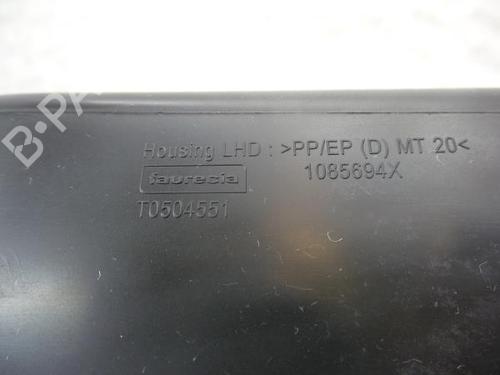 B-PA
Housing LHD : >PP/EP (D) MT 20<
faurecia 1085694X
T0504551